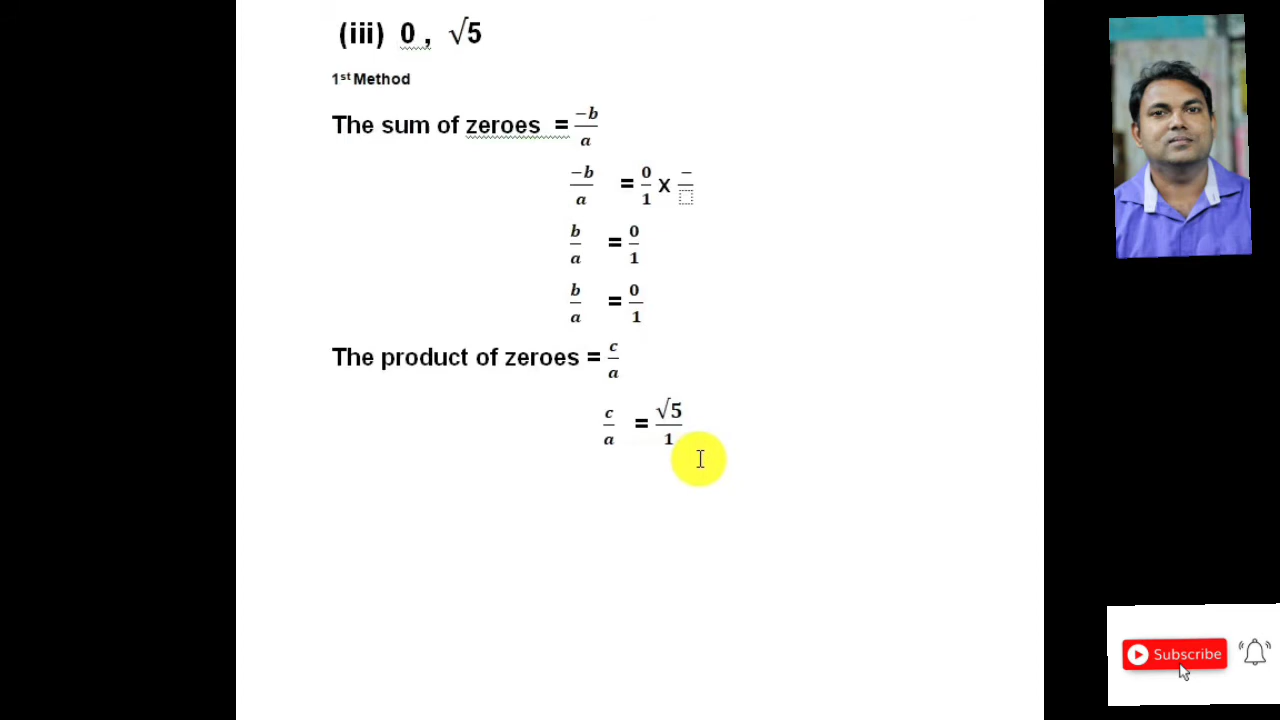 (iii) 0 , √5
1st Method
The sum of zeroes = −b/a
−b/a = 0/1 x −/
b/a = 0/1
b/a = 0/1
The product of zeroes = c/a
c/a = √5/1
Subscribe